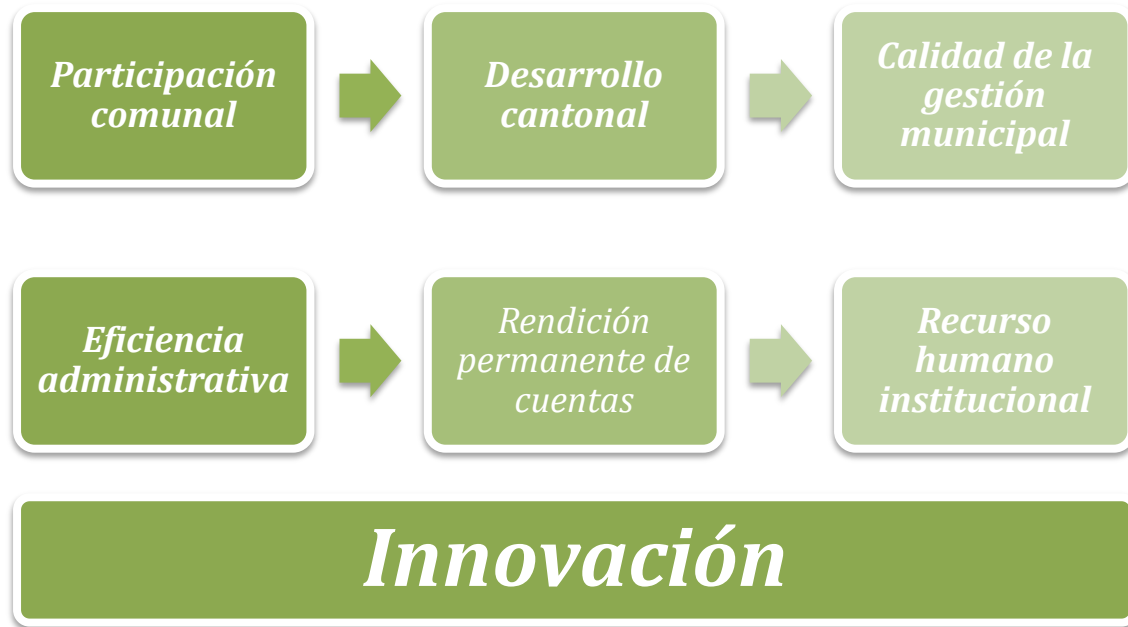 Participación
comunal
Desarrollo
cantonal
Calidad de la
gestión
municipal
Eficiencia
administrativa
Rendición
permanente de
cuentas
Recurso
humano
institucional
Innovación